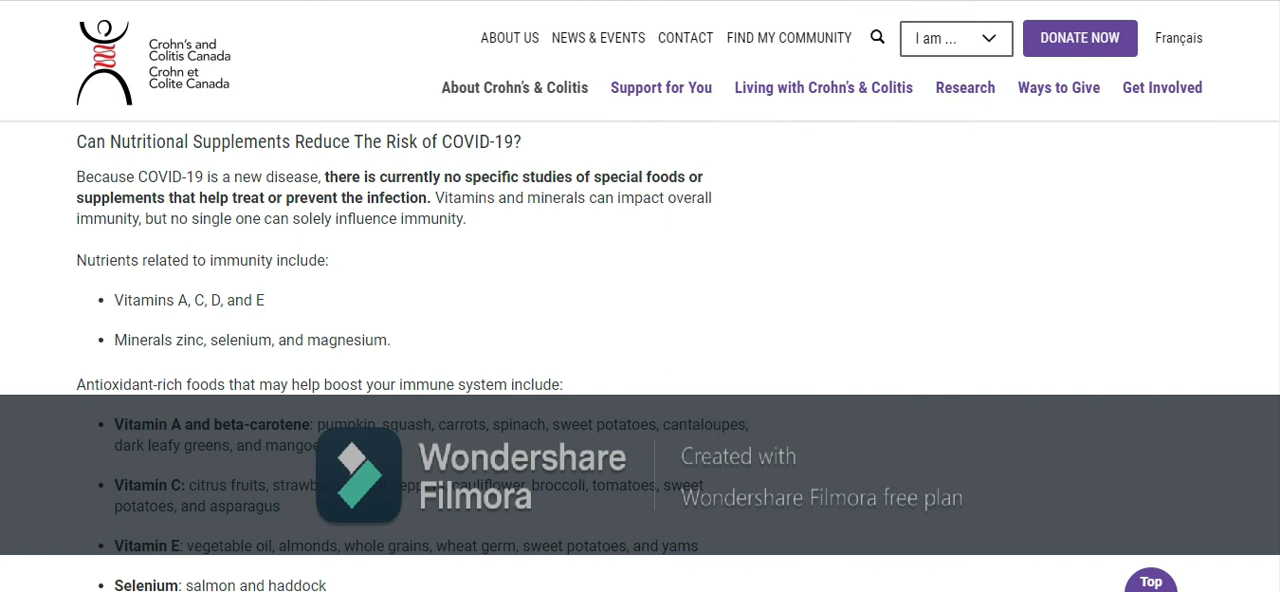 Crohn's and
Colitis Canada
Crohn et
Colite Canada
ABOUT US NEWS & EVENTS CONTACT FIND MY COMMUNITY I am ... DONATE NOW Français
About Crohn's & Colitis Support for You Living with Crohn's & Colitis Research Ways to Give Get Involved
Can Nutritional Supplements Reduce The Risk of COVID-19?
Because COVID-19 is a new disease, there is currently no specific studies of special foods or
supplements that help treat or prevent the infection. Vitamins and minerals can impact overall
immunity, but no single one can solely influence immunity.
Nutrients related to immunity include:
• Vitamins A, C, D, and E
• Minerals zinc, selenium, and magnesium.
Antioxidant-rich foods that may help boost your immune system include:
• Vitamin A and beta-carotene: pumpkin, squash, carrots, spinach, sweet potatoes, cantaloupes,
dark leafy greens, and
• Vitamin C: citrus fruits, cauliflower, broccoli, tomatoes, sweet
potatoes, and asparagus
• Vitamin E: vegetable oil, almonds, whole grains, wheat germ, sweet potatoes, and yams
• Selenium: salmon and haddock
Wondershare
Filmora
Created with
Wondershare Filmora free plan
Top